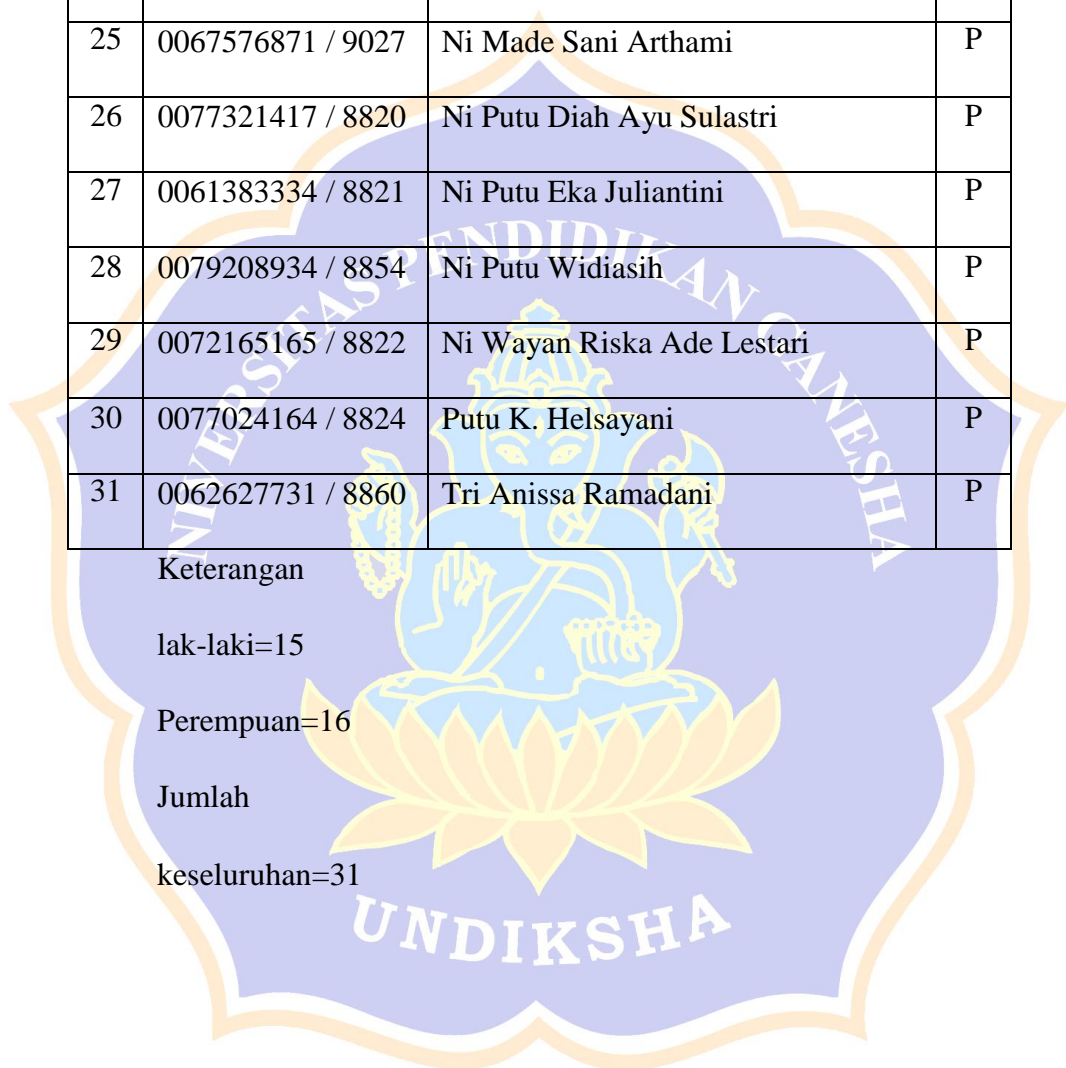 25 0067576871 / 9027 Ni Made Sani Arthami P
26 0077321417 / 8820 Ni Putu Diah Ayu Sulastri P
27 0061383334 / 8821 Ni Putu Eka Juliantini P
28 0079208934 / 8854 Ni Putu Widiasih P
29 0072165165 / 8822 Ni Wayan Riska Ade Lestari P
30 0077024164 / 8824 Putu K. Helsayani P
31 0062627731 / 8860 Tri Anissa Ramadani P
Keterangan
lak-laki=15
Perempuan=16
Jumlah
keseluruhan=31
NIVERSITAS PENDIDIKAN GANESHA
UNDIKSHA